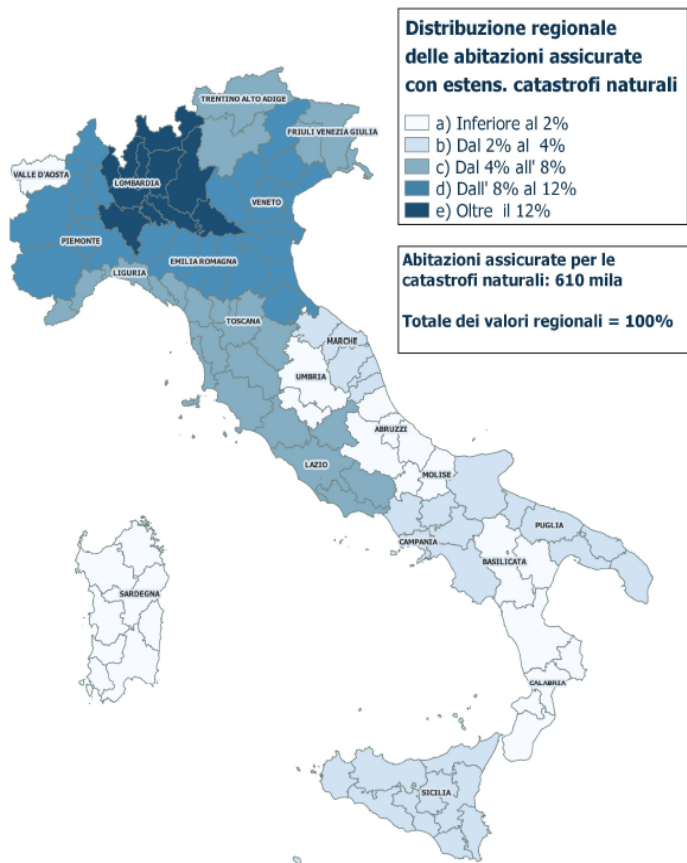 Distribuzione regionale
delle abitazioni assicurate
con estens. catastrofi naturali
a) Inferiore al 2%
b) Dal 2% al 4%
c) Dal 4% all' 8%
d) Dall' 8% al 12%
e) Oltre il 12%
Abitazioni assicurate per le
catastrofi naturali: 610 mila
Totale dei valori regionali = 100%
TRENTINO ALTO ADIGE
FRIULI VENEZIA GIULIA
VALLE D'AOSTA
LOMBARDIA
VENETO
PIEMONTE
EMILIA ROMAGNA
LIGURIA
TOSCANA
MARCHE
UMBRIA
ABRUZZI
LAZIO
MOLISE
PUGLIA
CAMPANIA
BASILICATA
SARDEGNA
CALABRIA
SICILIA